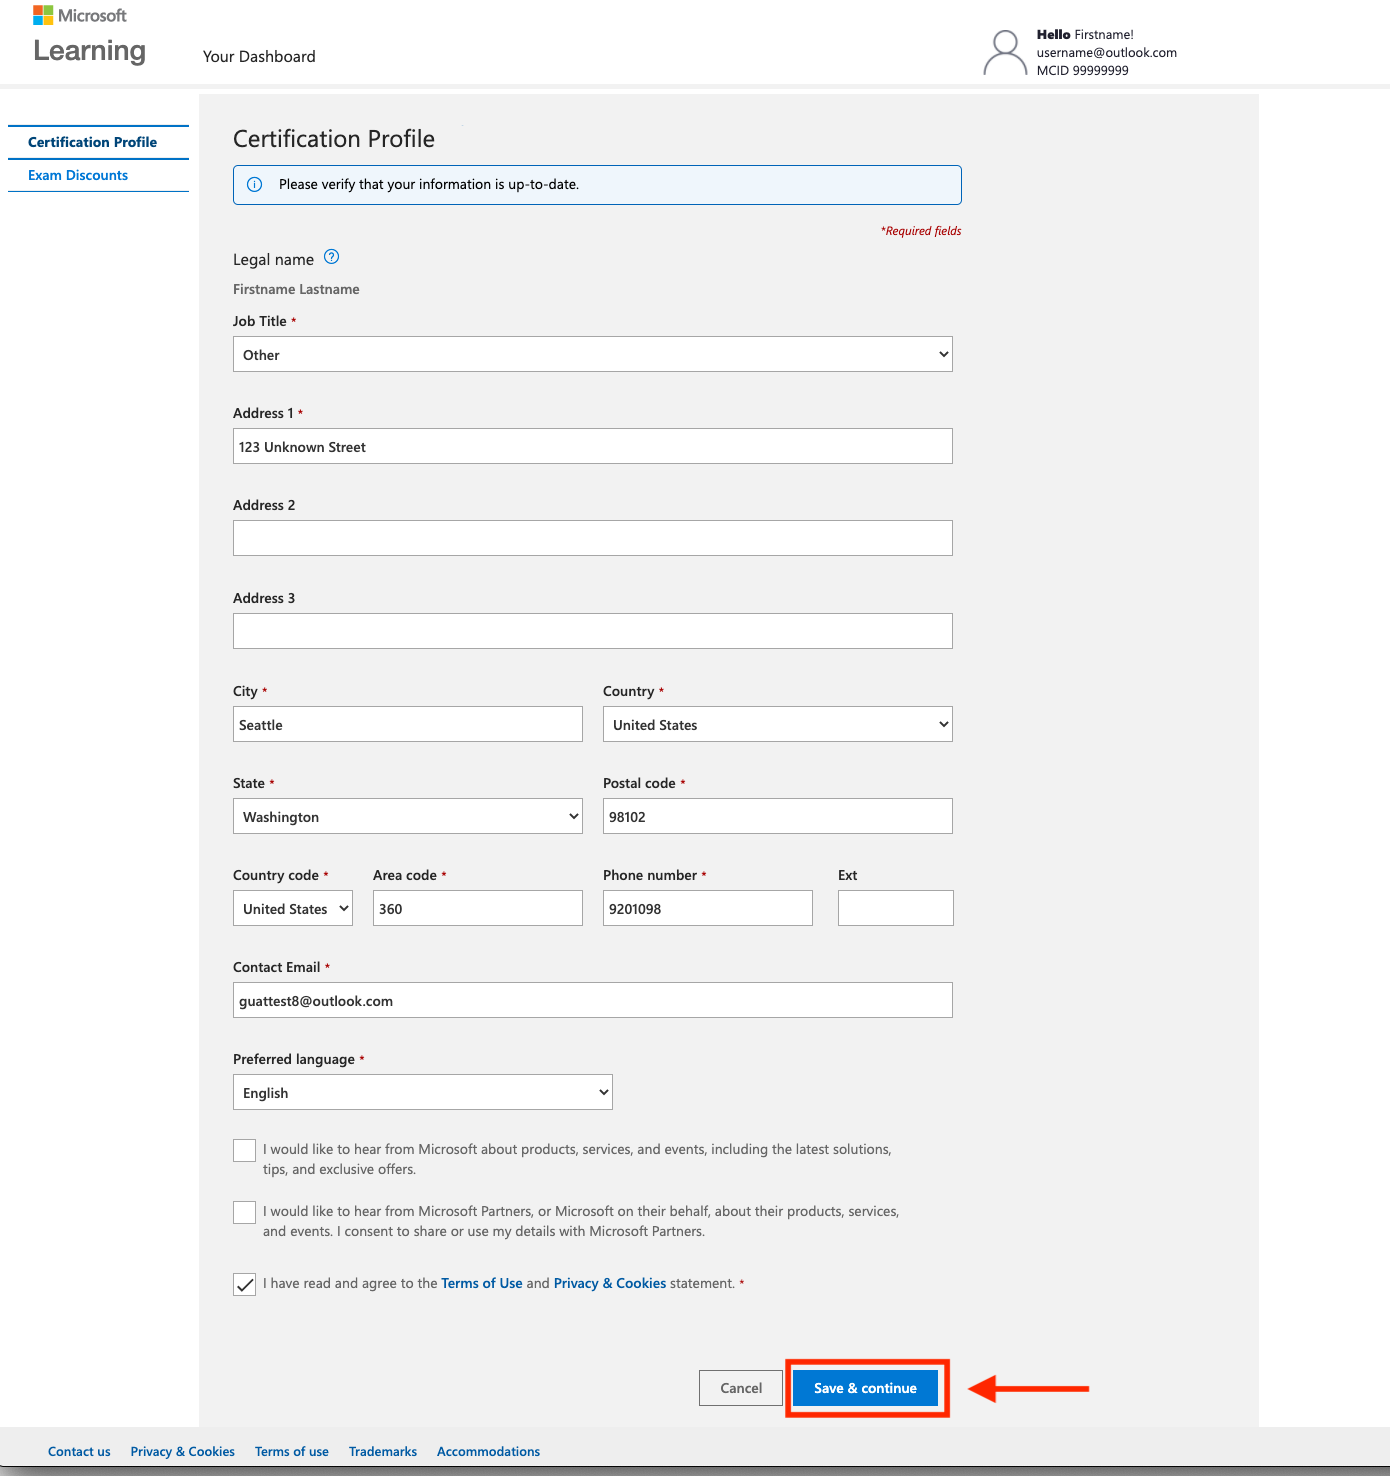 Microsoft
Learning
Your Dashboard
Hello Firstname!
username@outlook.com
MCID 99999999
Certification Profile
Exam Discounts
Certification Profile
Please verify that your information is up-to-date.
*Required fields
Legal name
Firstname Lastname
Job Title *
Other
Address 1 *
123 Unknown Street
Address 2
Address 3
City * Country *
Seattle United States
State * Postal code *
Washington 98102
Country code * Area code * Phone number * Ext
United States 360 9201098
Contact Email *
guattest8@outlook.com
Preferred language *
English
I would like to hear from Microsoft about products, services, and events, including the latest solutions,
tips, and exclusive offers.
I would like to hear from Microsoft Partners, or Microsoft on their behalf, about their products, services,
and events. I consent to share or use my details with Microsoft Partners.
I have read and agree to the Terms of Use and Privacy & Cookies statement. *
Cancel Save & continue
Contact us Privacy & Cookies Terms of use Trademarks Accommodations